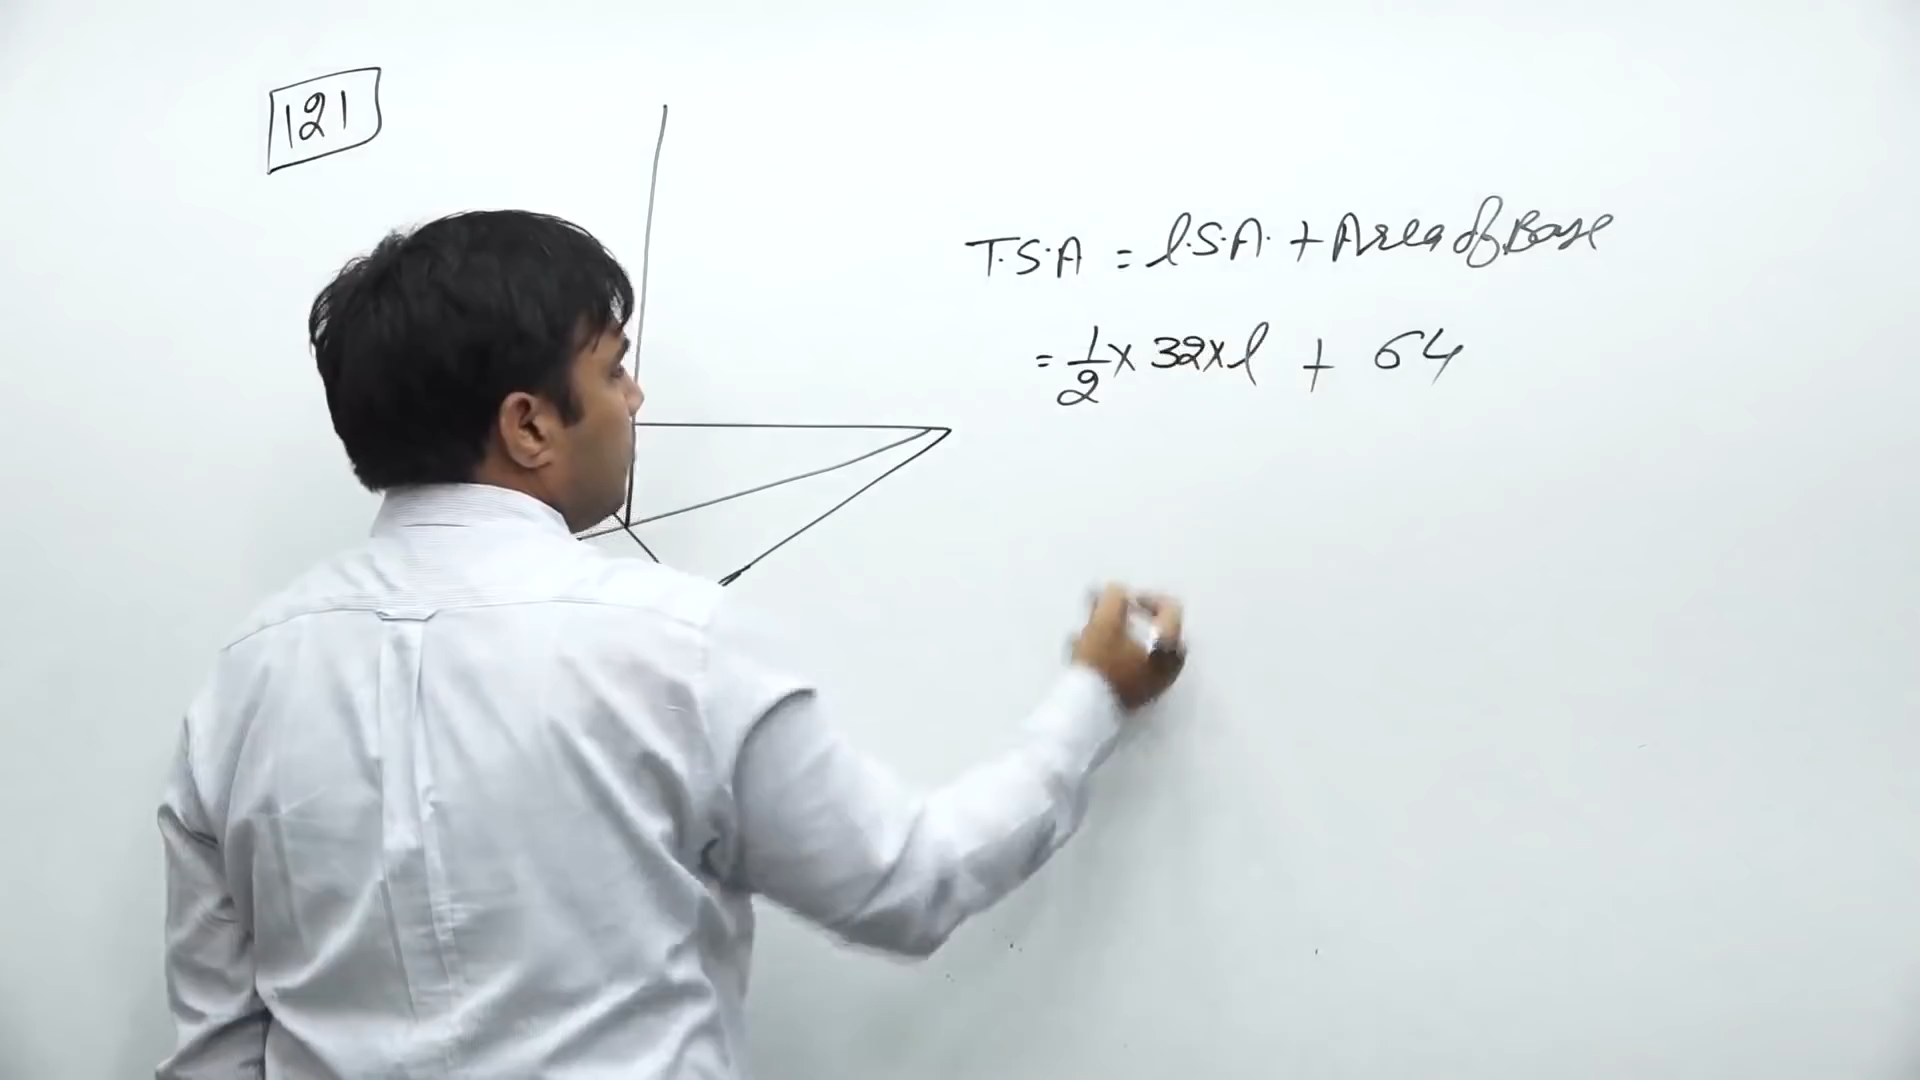 121
T.S.A = l.S.A. + Area of Base
= 1/2 × 32 × l + 64